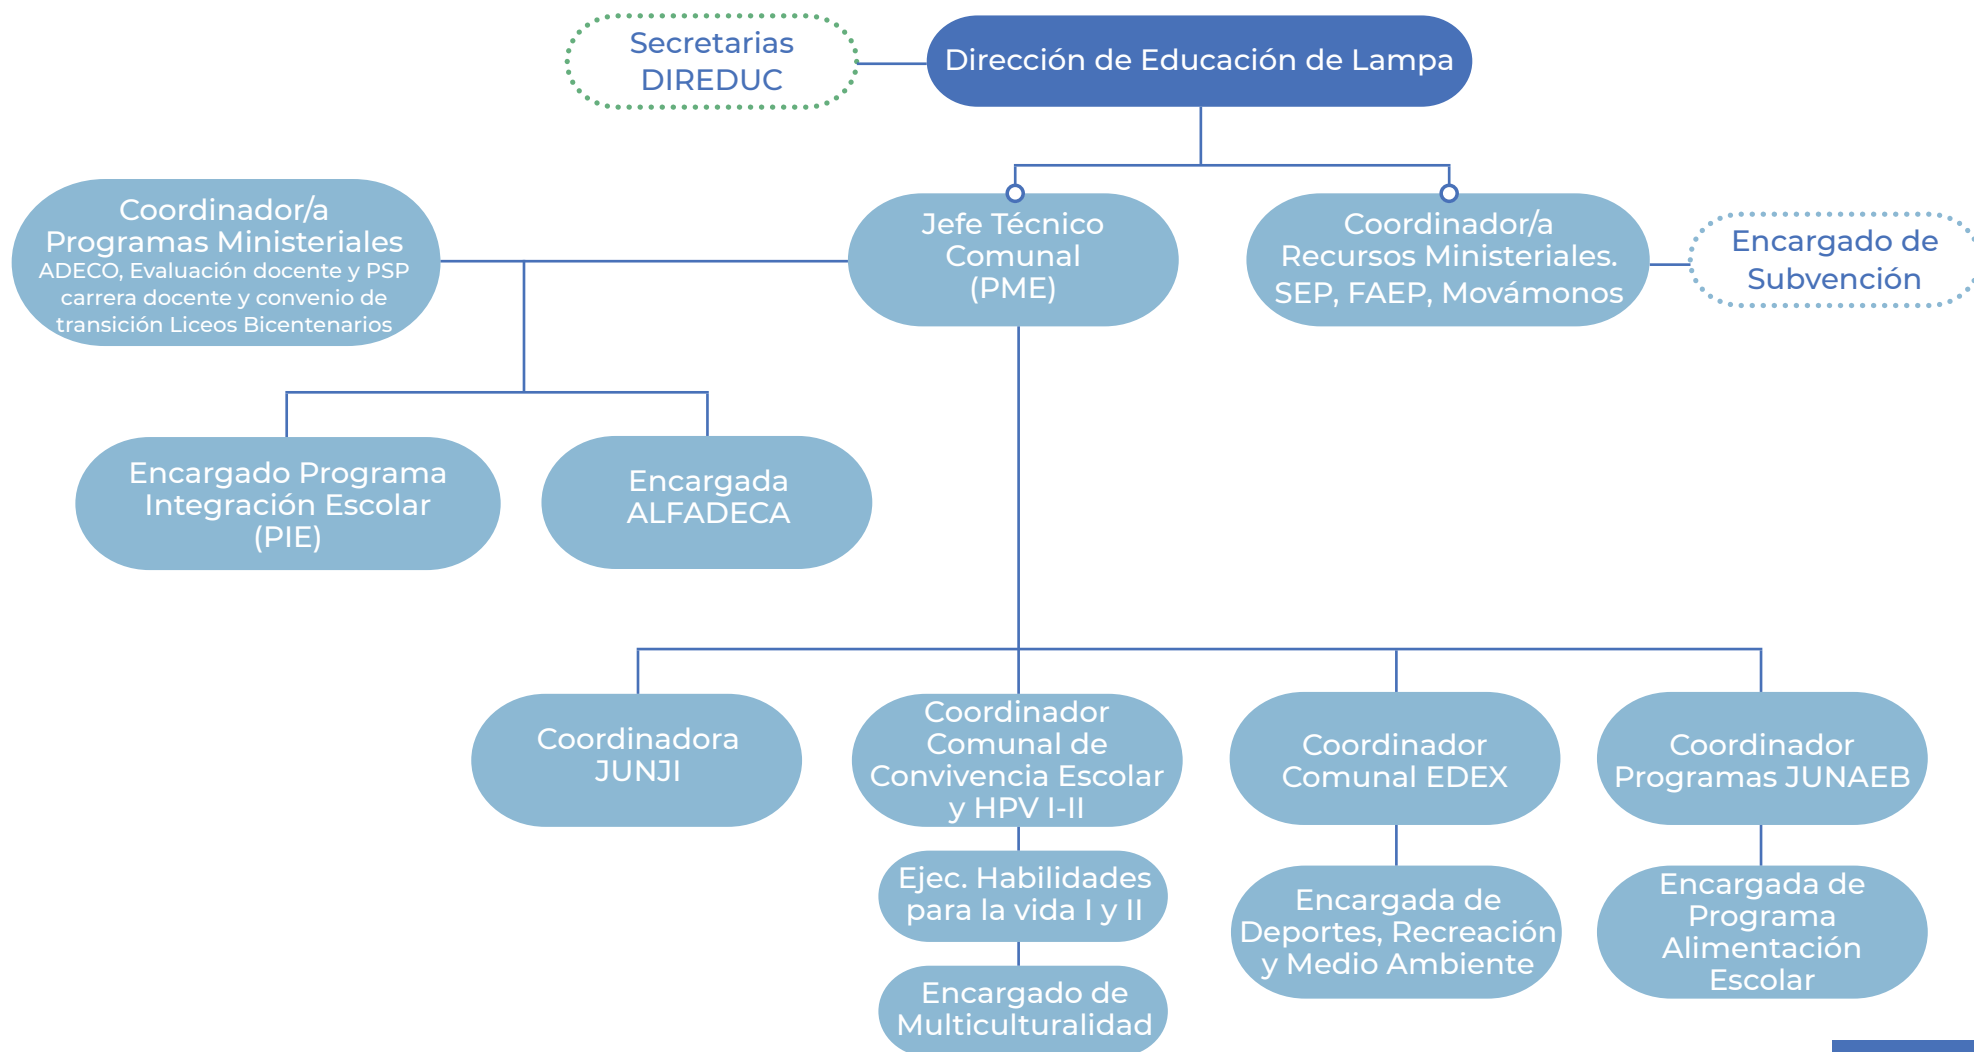 Secretarias
DIREDUC
Dirección de Educación de Lampa
Coordinador/a
Programas Ministeriales
ADECO, Evaluación docente y PSP
carrera docente y convenio de
transición Liceos Bicentenarios
Jefe Técnico
Comunal
(PME)
Coordinador/a
Recursos Ministeriales.
SEP, FAEP, Movámonos
Encargado de
Subvención
Encargado Programa
Integración Escolar
(PIE)
Encargada
ALFADECA
Coordinadora
JUNJI
Coordinador
Comunal de
Convivencia Escolar
y HPV I-II
Coordinador
Comunal EDEX
Coordinador
Programas JUNAEB
Ejec. Habilidades
para la vida I y II
Encargada de
Deportes, Recreación
y Medio Ambiente
Encargada de
Programa
Alimentación
Escolar
Encargado de
Multiculturalidad